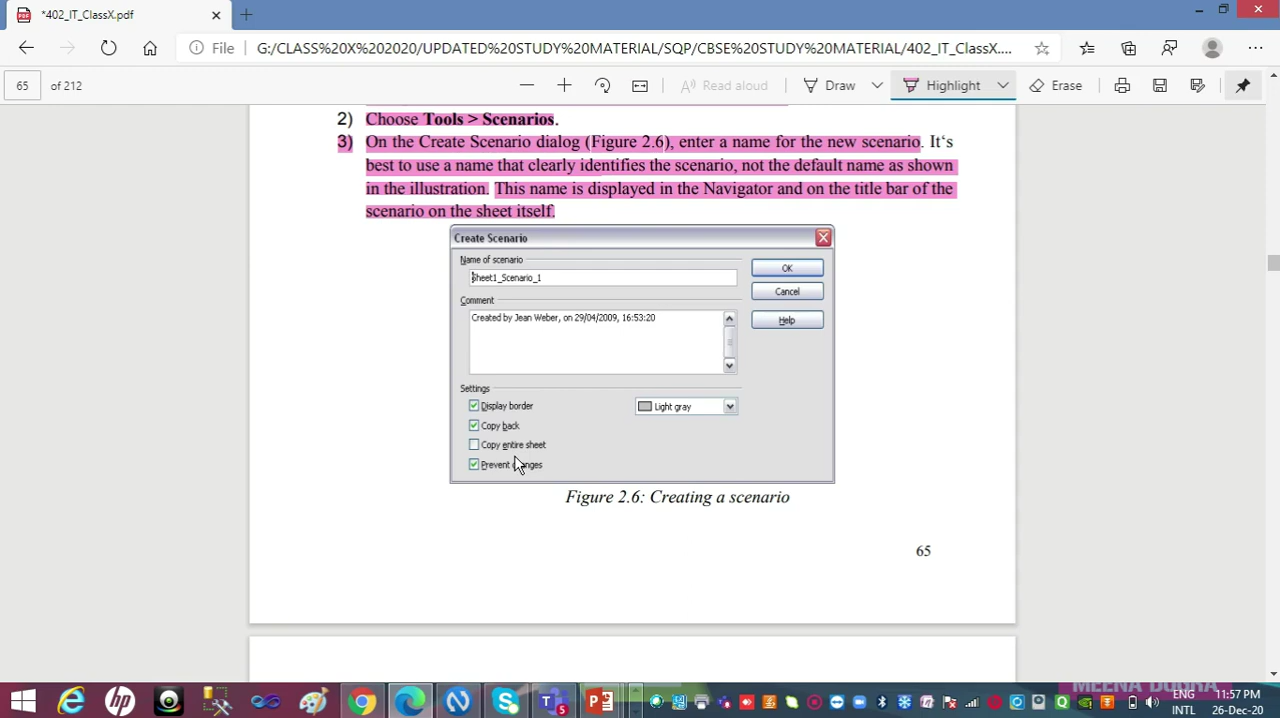 *402_IT_ClassX.pdf
File
G:/CLASS%20X%202020/UPDATED%20STUDY%20MATERIAL/SQP/CBSE%20STUDY%20MATERIAL/402_IT_ClassX....
65 of 212
Read aloud
Draw
Highlight
Erase
2) Choose Tools > Scenarios.
3) On the Create Scenario dialog (Figure 2.6), enter a name for the new scenario. It‘s
best to use a name that clearly identifies the scenario, not the default name as shown
in the illustration. This name is displayed in the Navigator and on the title bar of the
scenario on the sheet itself.
Create Scenario
Name of scenario
Sheet1_Scenario_1
OK
Cancel
Help
Comment
Created by Jean Weber, on 29/04/2009, 16:53:20
Settings
Display border
Light gray
Copy back
Copy entire sheet
Prevent changes
Figure 2.6: Creating a scenario
65
ENG
INTL
11:57 PM
26-Dec-20